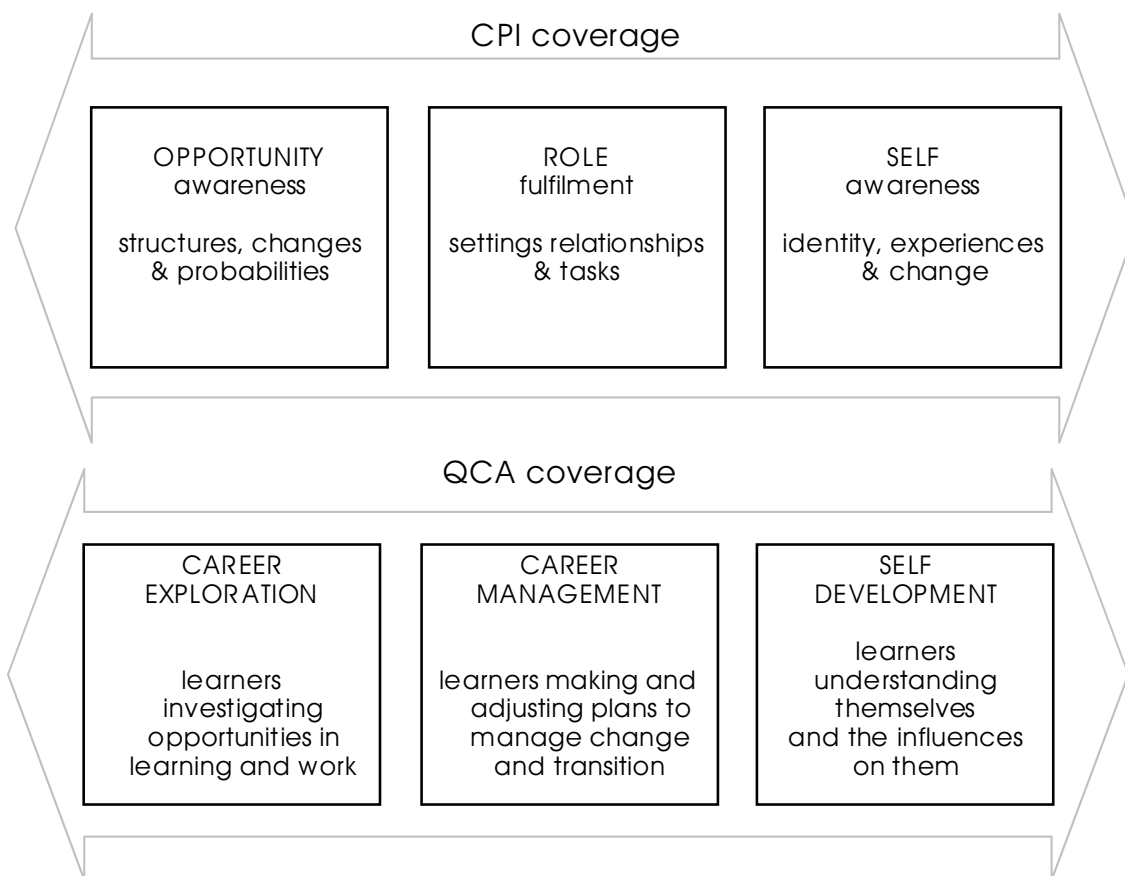 CPI coverage
OPPORTUNITY
awareness
structures, changes
& probabilities
ROLE
fulfilment
settings relationships
& tasks
SELF
awareness
identity, experiences
& change
QCA coverage
CAREER
EXPLORATION
learners
investigating
opportunities in
learning and work
CAREER
MANAGEMENT
learners making and
adjusting plans to
manage change
and transition
SELF
DEVELOPMENT
learners
understanding
themselves
and the influences
on them